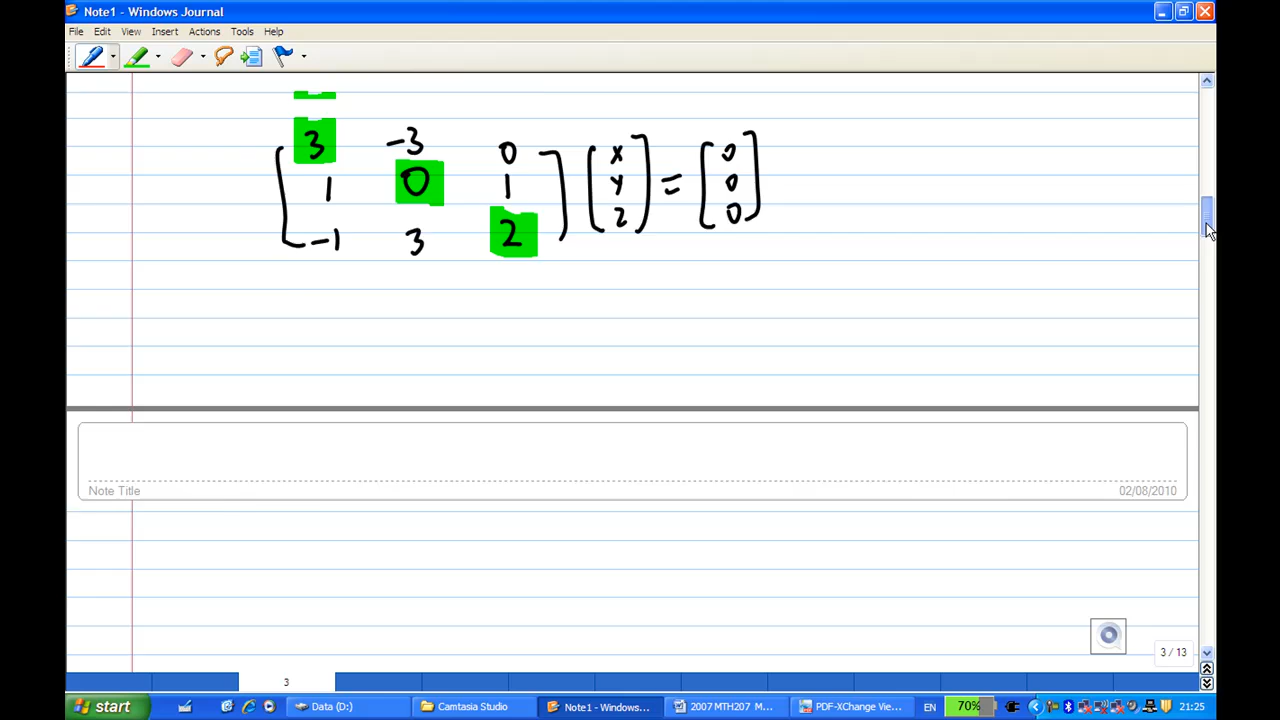 Note1 - Windows Journal
File Edit View Insert Actions Tools Help
3 -3 0 x 0
1 0 1 y = 0
-1 3 2 z 0
Note Title
02/08/2010
3 / 13
3
start Data (D:) Camtasia Studio Note1 - Windows... 2007 MTH207 M... PDF-XChange Vie... EN 70% 21:25